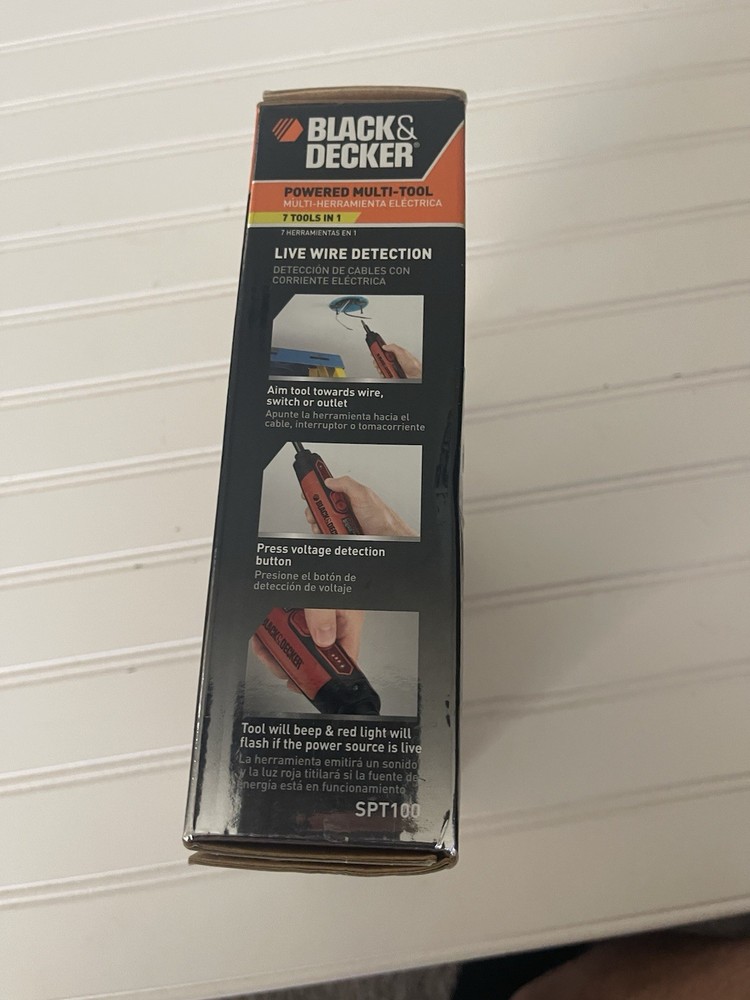 BLACK&
DECKER®
POWERED MULTI-TOOL
MULTI-HERRAMIENTA ELÉCTRICA
7 TOOLS IN 1
7 HERRAMIENTAS EN 1
LIVE WIRE DETECTION
DETECCIÓN DE CABLES CON
CORRIENTE ELÉCTRICA
Aim tool towards wire,
switch or outlet
Apunte la herramienta hacia el
cable, interruptor o tomacorriente
BLACK&DEC
Press voltage detection
button
Presione el botón de
detección de voltaje
BLACK&DECKER
Tool will beep & red light will
flash if the power source is live
La herramienta emitirá un sonido
y la luz roja titilará si la fuente de
energía está en funcionamiento
SPT100